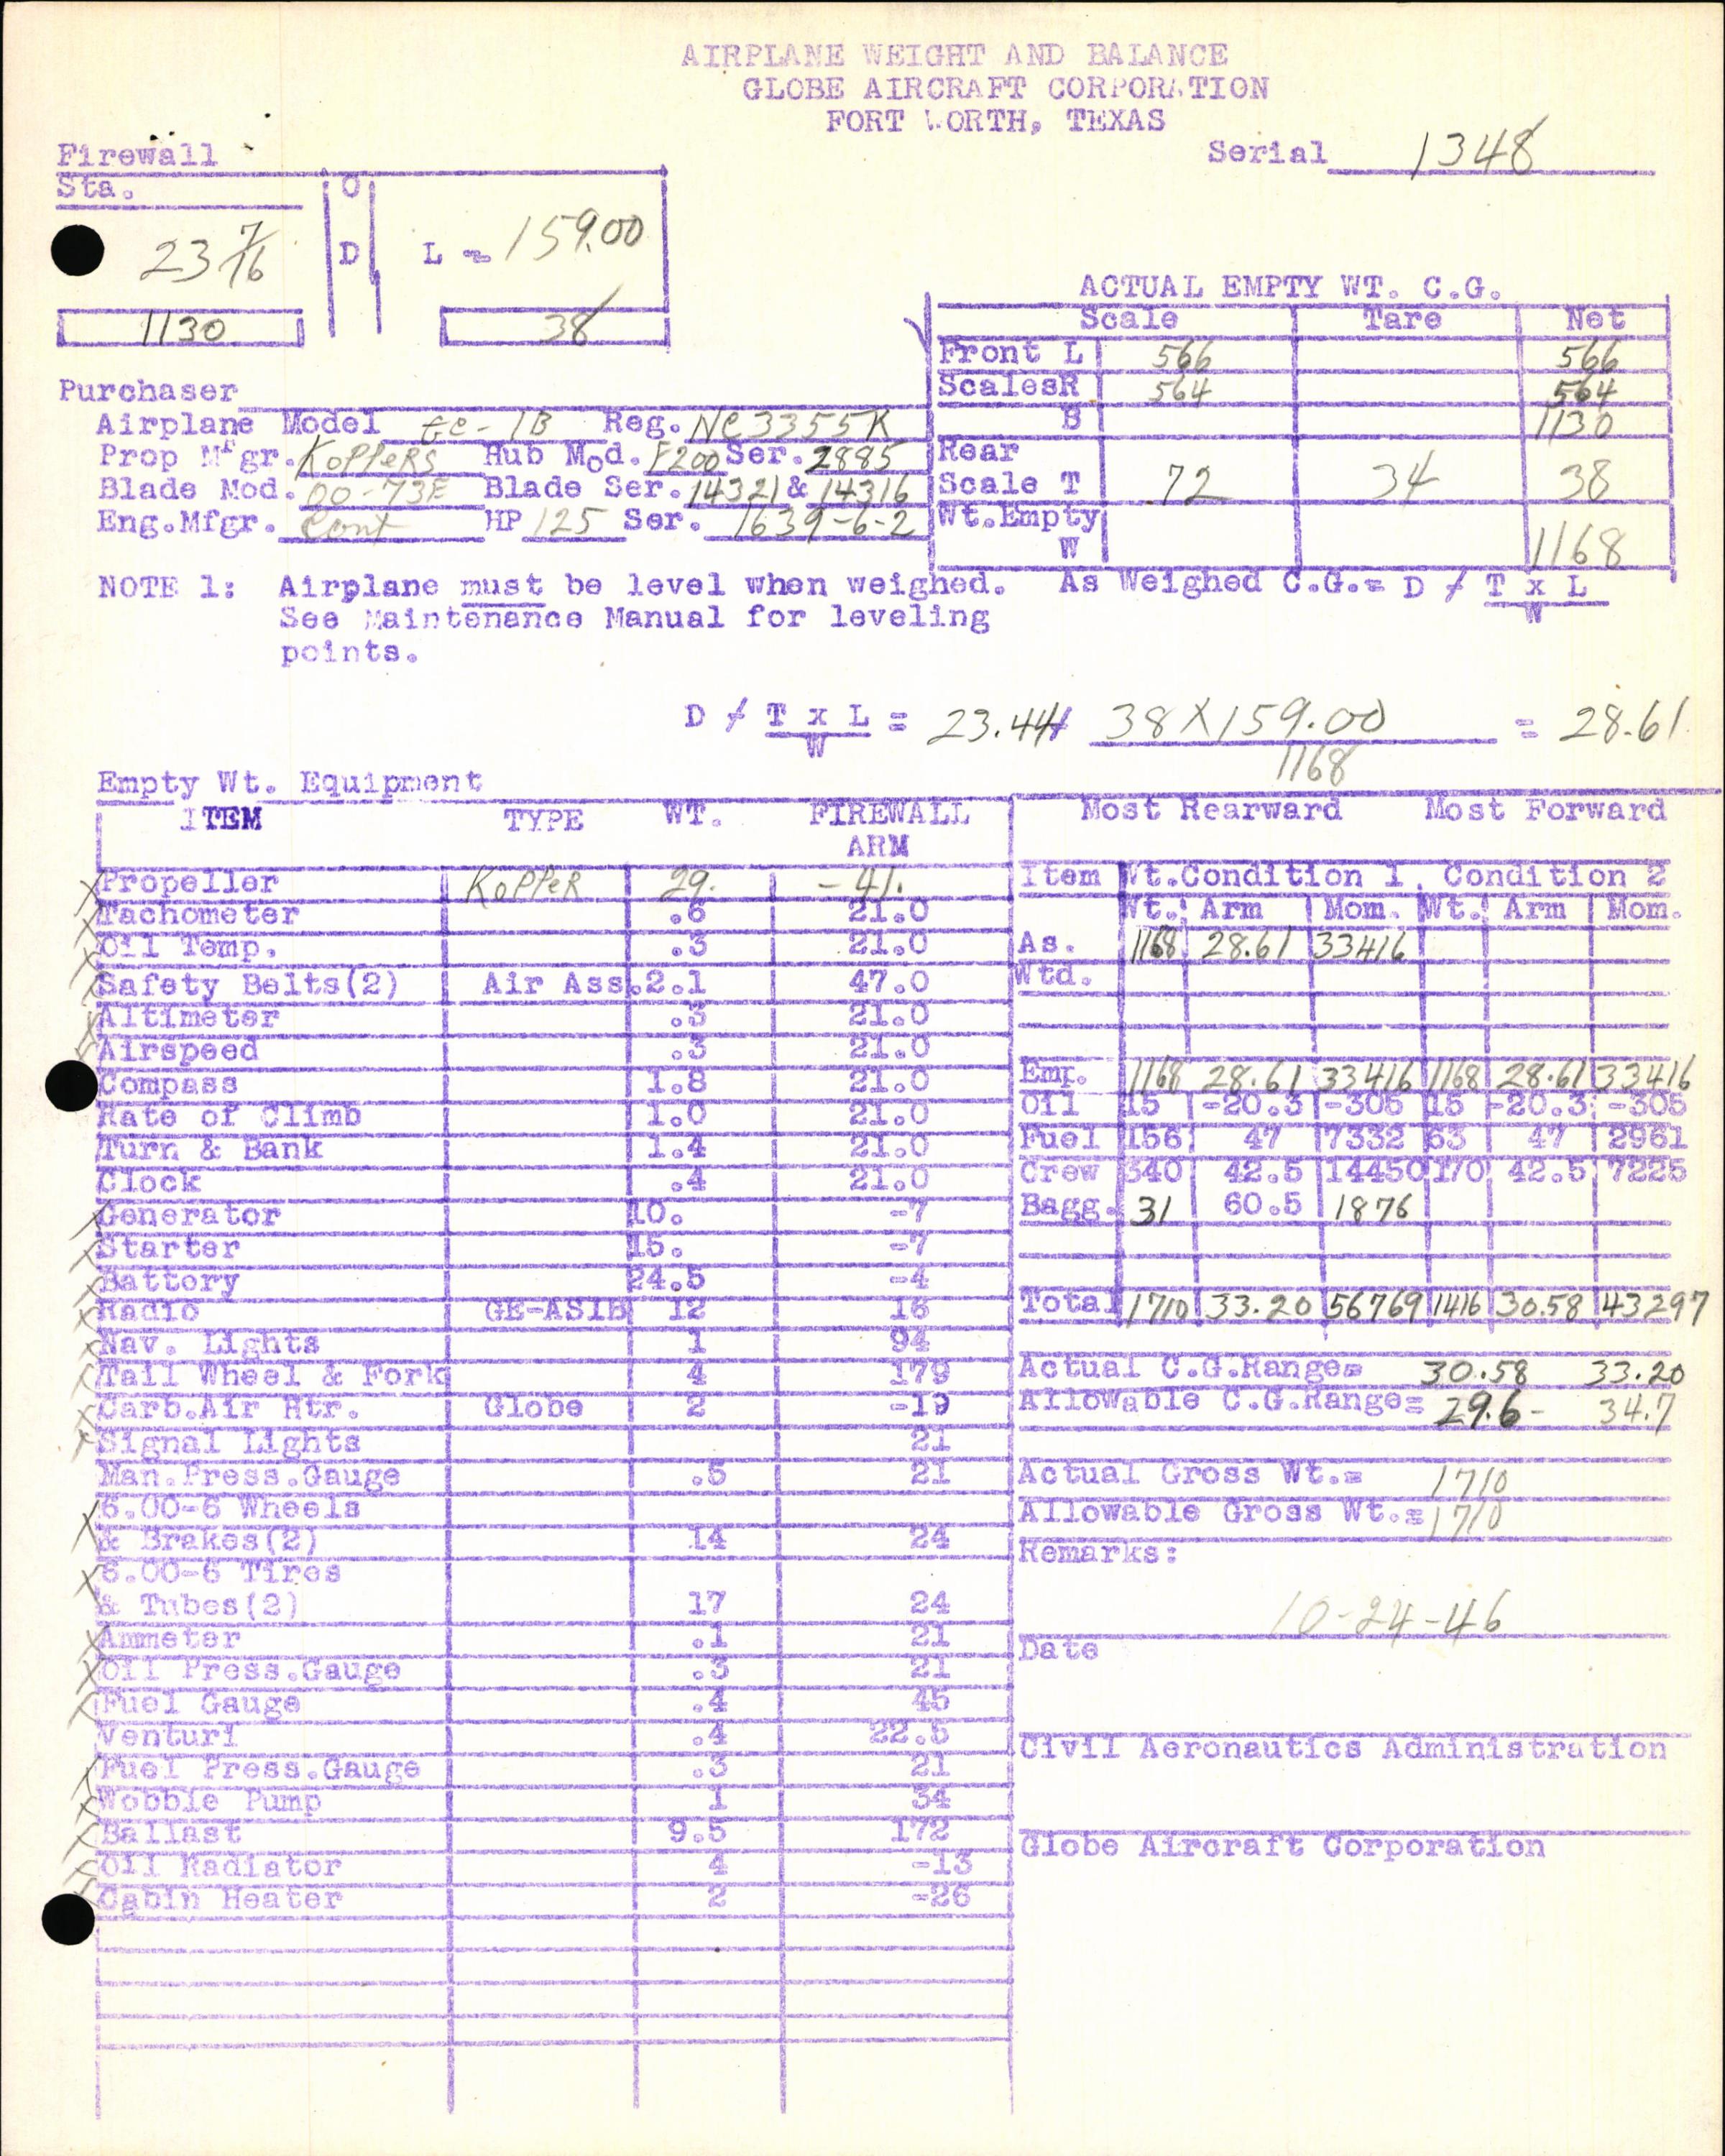 AIRPLANE WEIGHT AND BALANCE
GLOBE AIRCRAFT CORPORATION
FORT WORTH, TEXAS
Serial 1348
Firewall
Sta. O
23 7/16 D L = 159.00
1130 38
ACTUAL EMPTY WT. C.G.
Scale Tare Net
Front L 566 566
Scales R 564 564
B 1130
Rear
Scale T 72 34 38
Wt. Empty
W 1168
Purchaser
Airplane Model GC-1B Reg. NC3355K
Prop Mfgr. KoPPeRS Hub Mod. F200 Ser. 2885
Blade Mod. 00-73E Blade Ser. 14321 & 14316
Eng.Mfgr. Cont HP 125 Ser. 1639-6-2
NOTE 1: Airplane must be level when weighed. As Weighed C.G.= D ≠ T x L
W
See Maintenance Manual for leveling
points.
D ≠ T x L = 23.44 + 38 X 159.00 = 28.61
W 1168
Empty Wt. Equipment
ITEM TYPE WT. FIREWALL
ARM
X Propeller KoPPeR 29. -41.
X Tachometer .6 21.0
X Oil Temp. .3 21.0
X Safety Belts(2) Air Ass. 2.1 47.0
X Altimeter .3 21.0
X Airspeed .3 21.0
Compass 1.8 21.0
Rate of Climb 1.0 21.0
Turn & Bank 1.4 21.0
Clock .4 21.0
X Generator 10. -7
X Starter 15. -7
X Battery 24.5 -4
X Radio GE-AS1B 12 16
X Nav. Lights 1 94
X Tail Wheel & Fork 4 179
X Carb.Air Htr. Globe 2 -19
X Signal Lights 21
Man.Press.Gauge .5 21
X 6.00-6 Wheels
& Brakes(2) 14 24
X 6.00-6 Tires
& Tubes(2) 17 24
X Ammeter .1 21
X Oil Press.Gauge .3 21
X Fuel Gauge .4 45
Venturi .4 22.5
X Fuel Press.Gauge .3 21
X Wobble Pump 1 34
X Ballast 9.5 172
X Oil Radiator 4 -13
X Cabin Heater 2 -26
Most Rearward Most Forward
Item Wt.Condition 1 Condition 2
Wt. Arm Mom. Wt. Arm Mom.
As. 1168 28.61 33416
Wtd.
Emp. 1168 28.61 33416 1168 28.61 33416
Oil 15 -20.3 -305 15 -20.3 -305
Fuel 156 47 7332 63 47 2961
Crew 340 42.5 14450 170 42.5 7225
Bagg. 31 60.5 1876
Total 1710 33.20 56769 1416 30.58 43297
Actual C.G.Range= 30.58 33.20
Allowable C.G.Range= 29.6 - 34.7
Actual Gross Wt.= 1710
Allowable Gross Wt.= 1710
Remarks:
10-24-46
Date
Civil Aeronautics Administration
Globe Aircraft Corporation